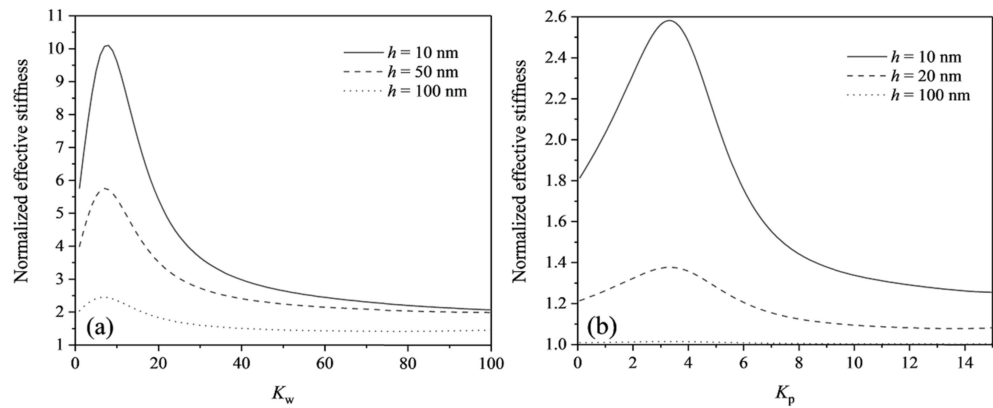 11
10
9
8
7
6
5
4
3
2
1
Normalized effective stiffness
h = 10 nm
h = 50 nm
h = 100 nm
(a)
0 20 40 60 80 100
Kw
2.6
2.4
2.2
2.0
1.8
1.6
1.4
1.2
1.0
Normalized effective stiffness
h = 10 nm
h = 20 nm
h = 100 nm
(b)
0 2 4 6 8 10 12 14
Kp